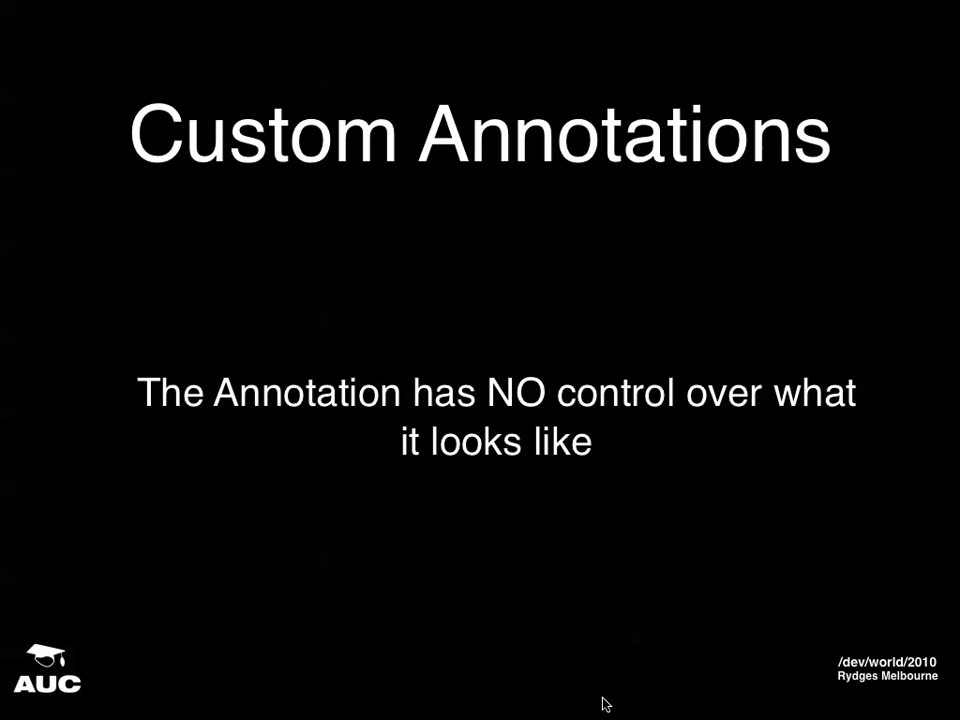 Custom Annotations
The Annotation has NO control over what
it looks like
AUC
/dev/world/2010
Rydges Melbourne